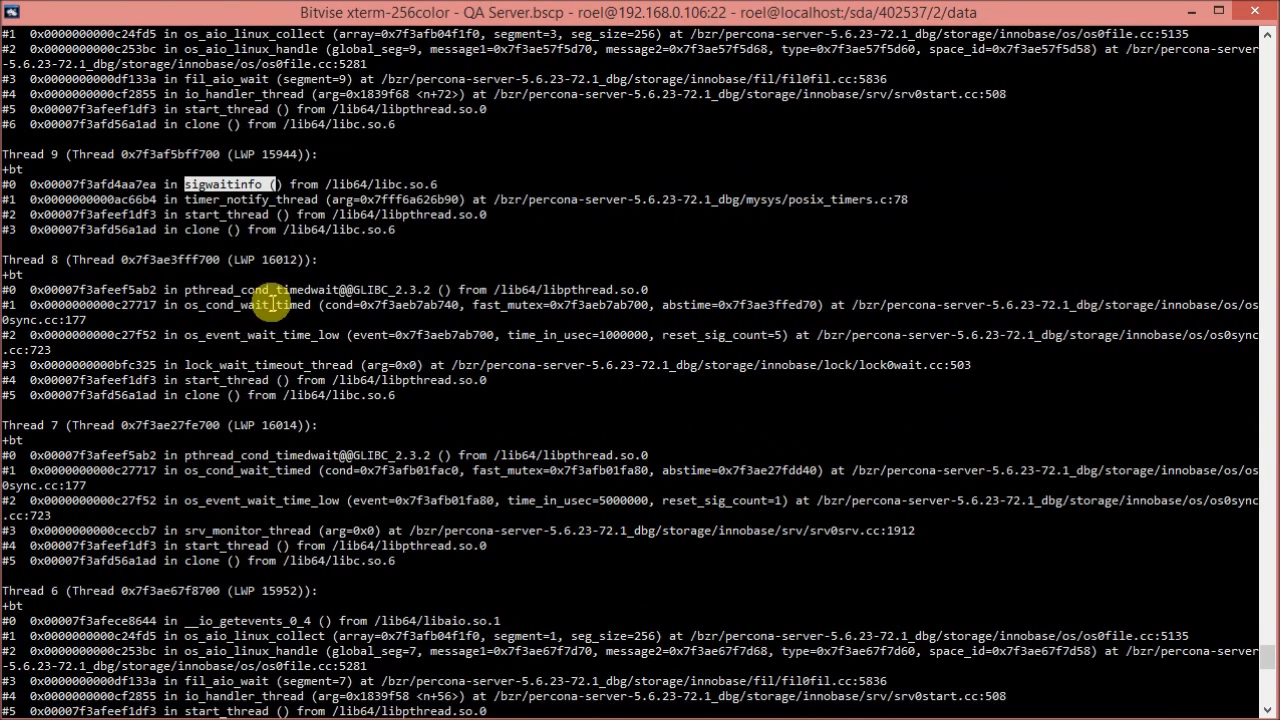 Bitvise xterm-256color - QA Server.bscp - roel@192.168.0.106:22 - roel@localhost:/sda/402537/2/data
#1  0x0000000000c24fd5 in os_aio_linux_collect (array=0x7f3afb04f1f0, segment=3, seg_size=256) at /bzr/percona-server-5.6.23-72.1_dbg/storage/innobase/os/os0file.cc:5135
#2  0x0000000000c253bc in os_aio_linux_handle (global_seg=9, message1=0x7f3ae57f5d70, message2=0x7f3ae57f5d68, type=0x7f3ae57f5d60, space_id=0x7f3ae57f5d58) at /bzr/percona-server
-5.6.23-72.1_dbg/storage/innobase/os/os0file.cc:5281
#3  0x0000000000df133a in fil_aio_wait (segment=9) at /bzr/percona-server-5.6.23-72.1_dbg/storage/innobase/fil/fil0fil.cc:5836
#4  0x0000000000cf2855 in io_handler_thread (arg=0x1839f68 <n+72>) at /bzr/percona-server-5.6.23-72.1_dbg/storage/innobase/srv/srv0start.cc:508
#5  0x00007f3afeef1df3 in start_thread () from /lib64/libpthread.so.0
#6  0x00007f3afd56a1ad in clone () from /lib64/libc.so.6
Thread 9 (Thread 0x7f3af5bff700 (LWP 15944)):
+bt
#0  0x00007f3afd4aa7ea in sigwaitinfo () from /lib64/libc.so.6
#1  0x0000000000ac66b4 in timer_notify_thread (arg=0x7fff6a626b90) at /bzr/percona-server-5.6.23-72.1_dbg/mysys/posix_timers.c:78
#2  0x00007f3afeef1df3 in start_thread () from /lib64/libpthread.so.0
#3  0x00007f3afd56a1ad in clone () from /lib64/libc.so.6
Thread 8 (Thread 0x7f3ae3fff700 (LWP 16012)):
+bt
#0  0x00007f3afeef5ab2 in pthread_cond_timedwait@@GLIBC_2.3.2 () from /lib64/libpthread.so.0
#1  0x0000000000c27717 in os_cond_wait_timed (cond=0x7f3aeb7ab740, fast_mutex=0x7f3aeb7ab700, abstime=0x7f3ae3ffed70) at /bzr/percona-server-5.6.23-72.1_dbg/storage/innobase/os/os
0sync.cc:177
#2  0x0000000000c27f52 in os_event_wait_time_low (event=0x7f3aeb7ab700, time_in_usec=1000000, reset_sig_count=5) at /bzr/percona-server-5.6.23-72.1_dbg/storage/innobase/os/os0sync
.cc:723
#3  0x0000000000bfc325 in lock_wait_timeout_thread (arg=0x0) at /bzr/percona-server-5.6.23-72.1_dbg/storage/innobase/lock/lock0wait.cc:503
#4  0x00007f3afeef1df3 in start_thread () from /lib64/libpthread.so.0
#5  0x00007f3afd56a1ad in clone () from /lib64/libc.so.6
Thread 7 (Thread 0x7f3ae27fe700 (LWP 16014)):
+bt
#0  0x00007f3afeef5ab2 in pthread_cond_timedwait@@GLIBC_2.3.2 () from /lib64/libpthread.so.0
#1  0x0000000000c27717 in os_cond_wait_timed (cond=0x7f3afb01fac0, fast_mutex=0x7f3afb01fa80, abstime=0x7f3ae27fdd40) at /bzr/percona-server-5.6.23-72.1_dbg/storage/innobase/os/os
0sync.cc:177
#2  0x0000000000c27f52 in os_event_wait_time_low (event=0x7f3afb01fa80, time_in_usec=5000000, reset_sig_count=1) at /bzr/percona-server-5.6.23-72.1_dbg/storage/innobase/os/os0sync
.cc:723
#3  0x0000000000ceccb7 in srv_monitor_thread (arg=0x0) at /bzr/percona-server-5.6.23-72.1_dbg/storage/innobase/srv/srv0srv.cc:1912
#4  0x00007f3afeef1df3 in start_thread () from /lib64/libpthread.so.0
#5  0x00007f3afd56a1ad in clone () from /lib64/libc.so.6
Thread 6 (Thread 0x7f3ae67f8700 (LWP 15952)):
+bt
#0  0x00007f3afece8644 in __io_getevents_0_4 () from /lib64/libaio.so.1
#1  0x0000000000c24fd5 in os_aio_linux_collect (array=0x7f3afb04f1f0, segment=1, seg_size=256) at /bzr/percona-server-5.6.23-72.1_dbg/storage/innobase/os/os0file.cc:5135
#2  0x0000000000c253bc in os_aio_linux_handle (global_seg=7, message1=0x7f3ae67f7d70, message2=0x7f3ae67f7d68, type=0x7f3ae67f7d60, space_id=0x7f3ae67f7d58) at /bzr/percona-server
-5.6.23-72.1_dbg/storage/innobase/os/os0file.cc:5281
#3  0x0000000000df133a in fil_aio_wait (segment=7) at /bzr/percona-server-5.6.23-72.1_dbg/storage/innobase/fil/fil0fil.cc:5836
#4  0x0000000000cf2855 in io_handler_thread (arg=0x1839f58 <n+56>) at /bzr/percona-server-5.6.23-72.1_dbg/storage/innobase/srv/srv0start.cc:508
#5  0x00007f3afeef1df3 in start_thread () from /lib64/libpthread.so.0